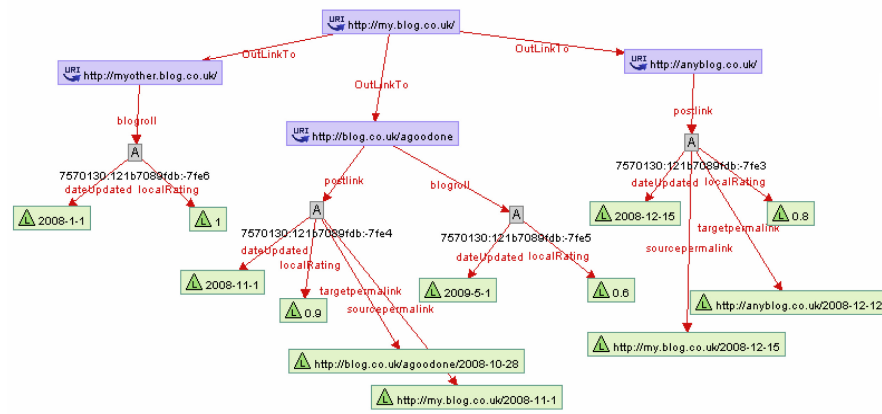 URI http://my.blog.co.uk/
OutLinkTo
OutLinkTo
OutLinkTo
URI http://myother.blog.co.uk/
URI http://anyblog.co.uk/
blogroll
postlink
URI http://blog.co.uk/agoodone
A
A
7570130:121b7089fdb:-7fe6
7570130:121b7089fdb:-7fe3
dateUpdated
localRating
postlink
blogroll
dateUpdated
localRating
L 2008-1-1
L 1
A
A
L 2008-12-15
L 0.8
7570130:121b7089fdb:-7fe4
7570130:121b7089fdb:-7fe5
targetpermalink
dateUpdated
localRating
dateUpdated
localRating
sourcepermalink
L 2008-11-1
targetpermalink
L 2009-5-1
L 0.6
L 0.9
sourcepermalink
L http://anyblog.co.uk/2008-12-12
L http://my.blog.co.uk/2008-12-15
L http://blog.co.uk/agoodone/2008-10-28
L http://my.blog.co.uk/2008-11-1